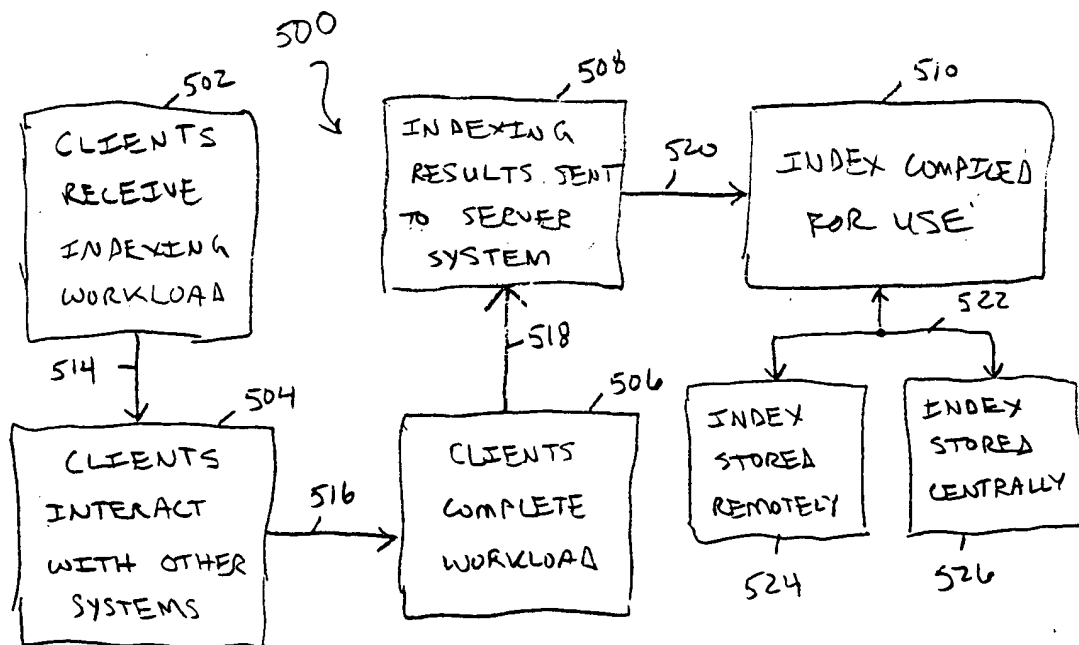 500
502
CLIENTS
RECEIVE
INDEXING
WORKLOAD
514
504
CLIENTS
INTERACT
WITH OTHER
SYSTEMS
516
506
CLIENTS
COMPLETE
WORKLOAD
518
508
INDEXING
RESULTS SENT
TO SERVER
SYSTEM
520
510
INDEX COMPILED
FOR USE
522
INDEX
STORED
REMOTELY
524
INDEX
STORED
CENTRALLY
526